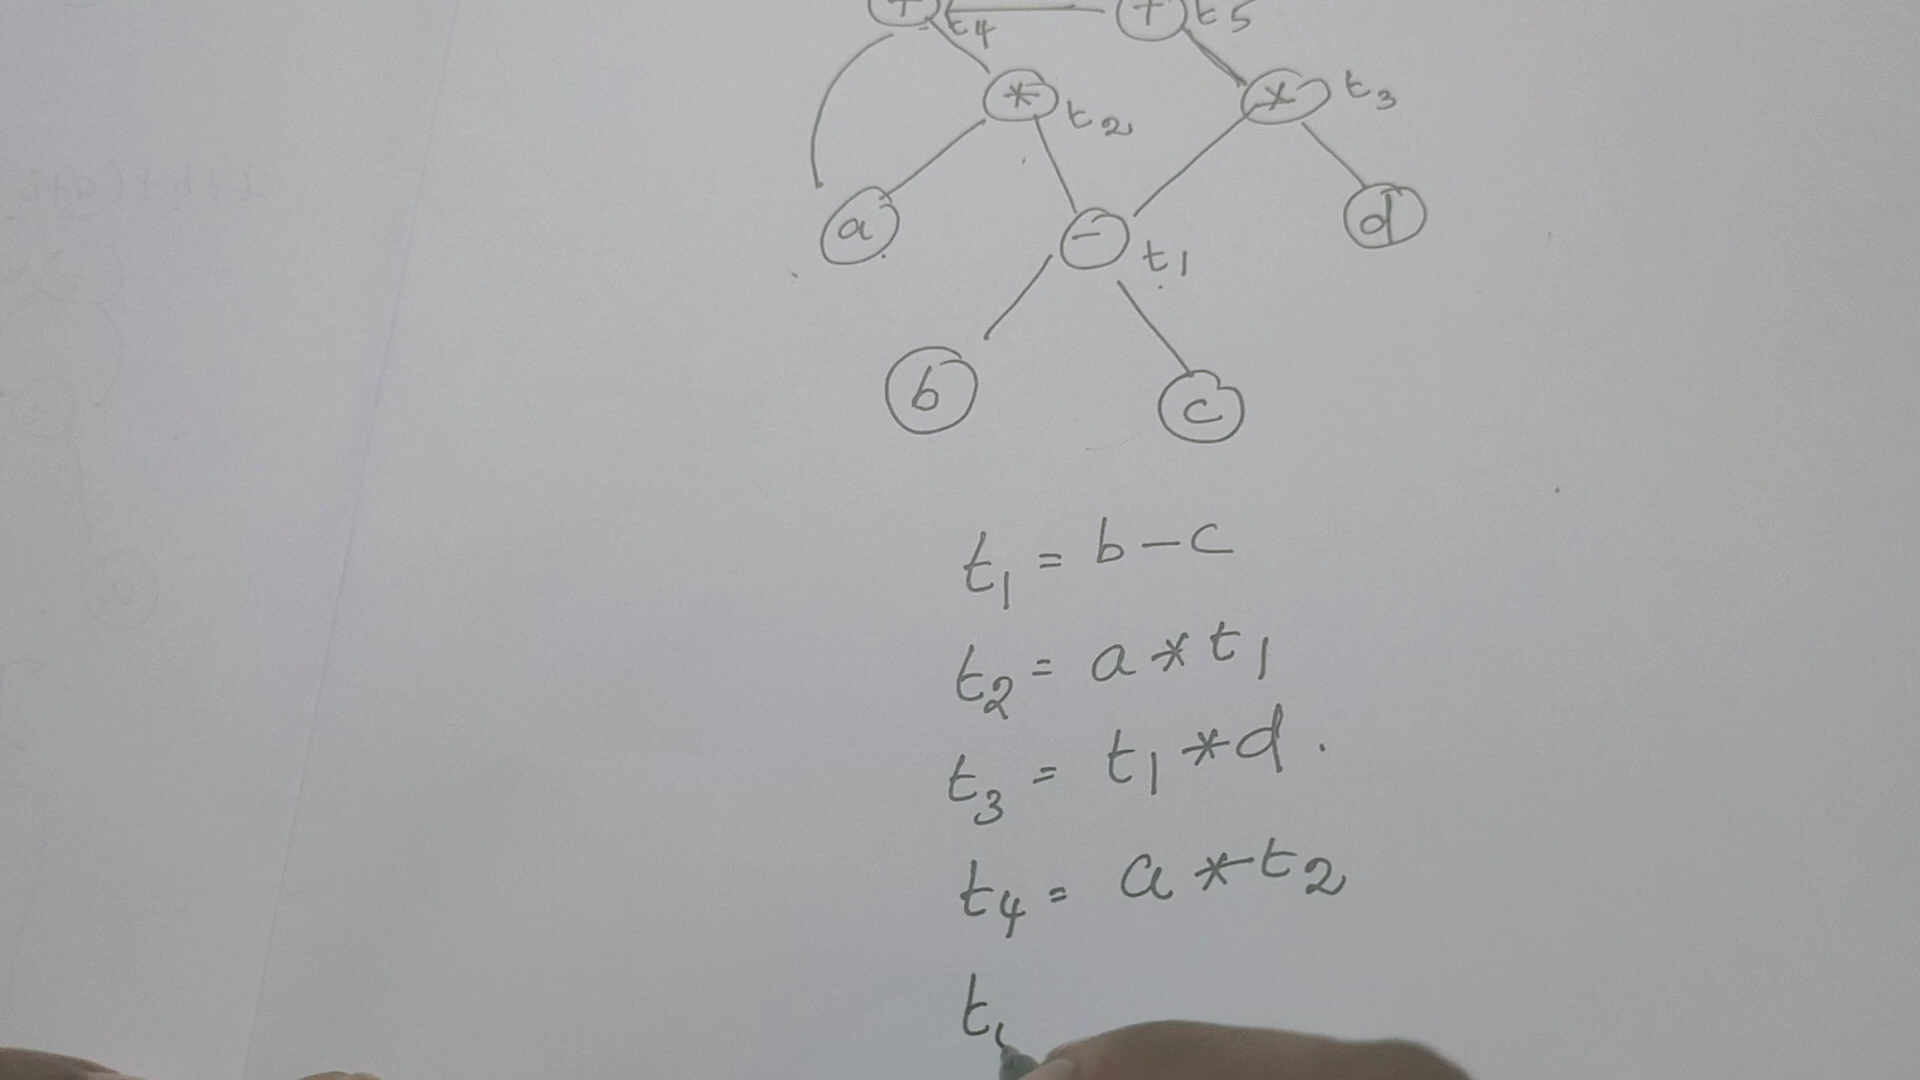 + t4 + t5
* t2 * t3
a - t1 d
b c
t1 = b - c
t2 = a * t1
t3 = t1 * d .
t4 = a * t2
t